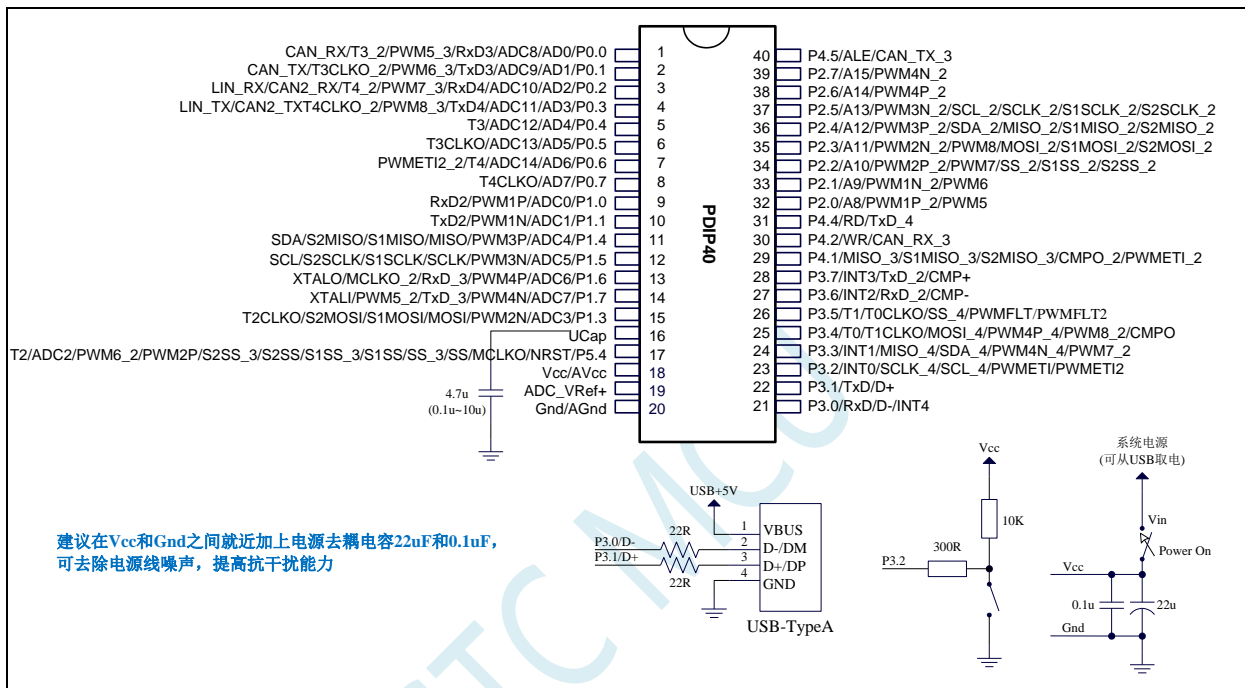 CAN_RX/T3_2/PWM5_3/RxD3/ADC8/AD0/P0.0
CAN_TX/T3CLKO_2/PWM6_3/TxD3/ADC9/AD1/P0.1
LIN_RX/CAN2_RX/T4_2/PWM7_3/RxD4/ADC10/AD2/P0.2
LIN_TX/CAN2_TXT4CLKO_2/PWM8_3/TxD4/ADC11/AD3/P0.3
T3/ADC12/AD4/P0.4
T3CLKO/ADC13/AD5/P0.5
PWMETI2_2/T4/ADC14/AD6/P0.6
T4CLKO/AD7/P0.7
RxD2/PWM1P/ADC0/P1.0
TxD2/PWM1N/ADC1/P1.1
SDA/S2MISO/S1MISO/MISO/PWM3P/ADC4/P1.4
SCL/S2SCLK/S1SCLK/SCLK/PWM3N/ADC5/P1.5
XTALO/MCLKO_2/RxD_3/PWM4P/ADC6/P1.6
XTALI/PWM5_2/TxD_3/PWM4N/ADC7/P1.7
T2CLKO/S2MOSI/S1MOSI/MOSI/PWM2N/ADC3/P1.3
UCap
T2/ADC2/PWM6_2/PWM2P/S2SS_3/S2SS/S1SS_3/S1SS/SS_3/SS/MCLKO/NRST/P5.4
Vcc/AVcc
ADC_VRef+
Gnd/AGnd
1
2
3
4
5
6
7
8
9
10
11
12
13
14
15
16
17
18
19
20
PDIP40
40
39
38
37
36
35
34
33
32
31
30
29
28
27
26
25
24
23
22
21
P4.5/ALE/CAN_TX_3
P2.7/A15/PWM4N_2
P2.6/A14/PWM4P_2
P2.5/A13/PWM3N_2/SCL_2/SCLK_2/S1SCLK_2/S2SCLK_2
P2.4/A12/PWM3P_2/SDA_2/MISO_2/S1MISO_2/S2MISO_2
P2.3/A11/PWM2N_2/PWM8/MOSI_2/S1MOSI_2/S2MOSI_2
P2.2/A10/PWM2P_2/PWM7/SS_2/S1SS_2/S2SS_2
P2.1/A9/PWM1N_2/PWM6
P2.0/A8/PWM1P_2/PWM5
P4.4/RD/TxD_4
P4.2/WR/CAN_RX_3
P4.1/MISO_3/S1MISO_3/S2MISO_3/CMPO_2/PWMETI_2
P3.7/INT3/TxD_2/CMP+
P3.6/INT2/RxD_2/CMP-
P3.5/T1/T0CLKO/SS_4/PWMFLT/PWMFLT2
P3.4/T0/T1CLKO/MOSI_4/PWM4P_4/PWM8_2/CMPO
P3.3/INT1/MISO_4/SDA_4/PWM4N_4/PWM7_2
P3.2/INT0/SCLK_4/SCL_4/PWMETI/PWMETI2
P3.1/TxD/D+
P3.0/RxD/D-/INT4
4.7u
(0.1u~10u)
建议在Vcc和Gnd之间就近加上电源去耦电容22uF和0.1uF，
可去除电源线噪声，提高抗干扰能力
USB+5V
P3.0/D-
P3.1/D+
22R
22R
1
2
3
4
VBUS
D-/DM
D+/DP
GND
USB-TypeA
Vcc
10K
300R
P3.2
系统电源
(可从USB取电)
Vin
Power On
Vcc
0.1u
22u
Gnd
STC MCU